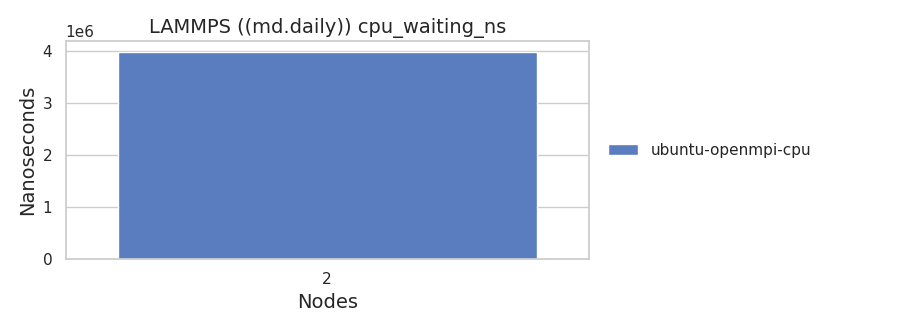 LAMMPS ((md.daily)) cpu_waiting_ns
1e6
4
3
2
1
0
Nanoseconds
2
Nodes
ubuntu-openmpi-cpu